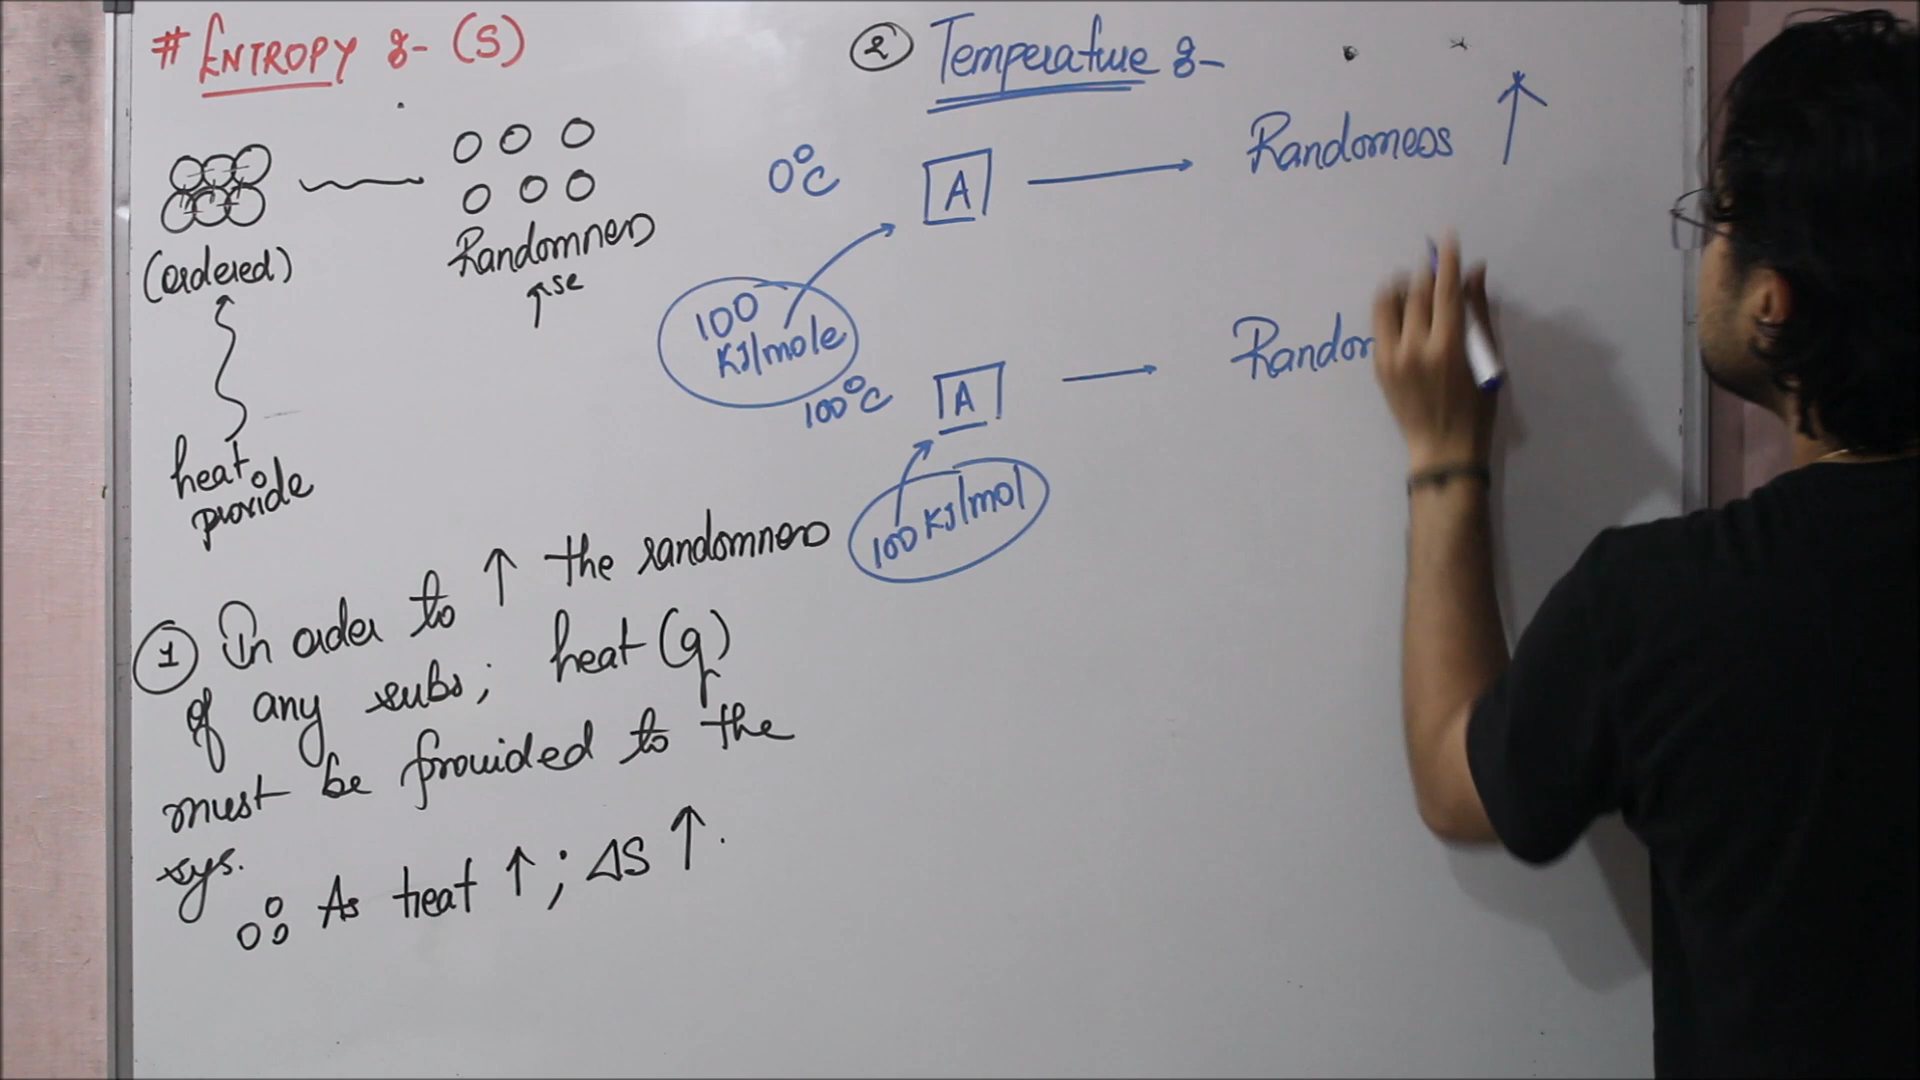 # ENTROPY :- (S)
(ordered)
Randomness
↑se
heat
provide
① In order to ↑ the randomness
of any subs; heat (q)
must be provided to the
sys.
∴ As heat ↑; ΔS ↑.
② Temperature :-
0°C A → Randomness ↑
100
KJ/mole
100°C A → Random
100 KJ/mol